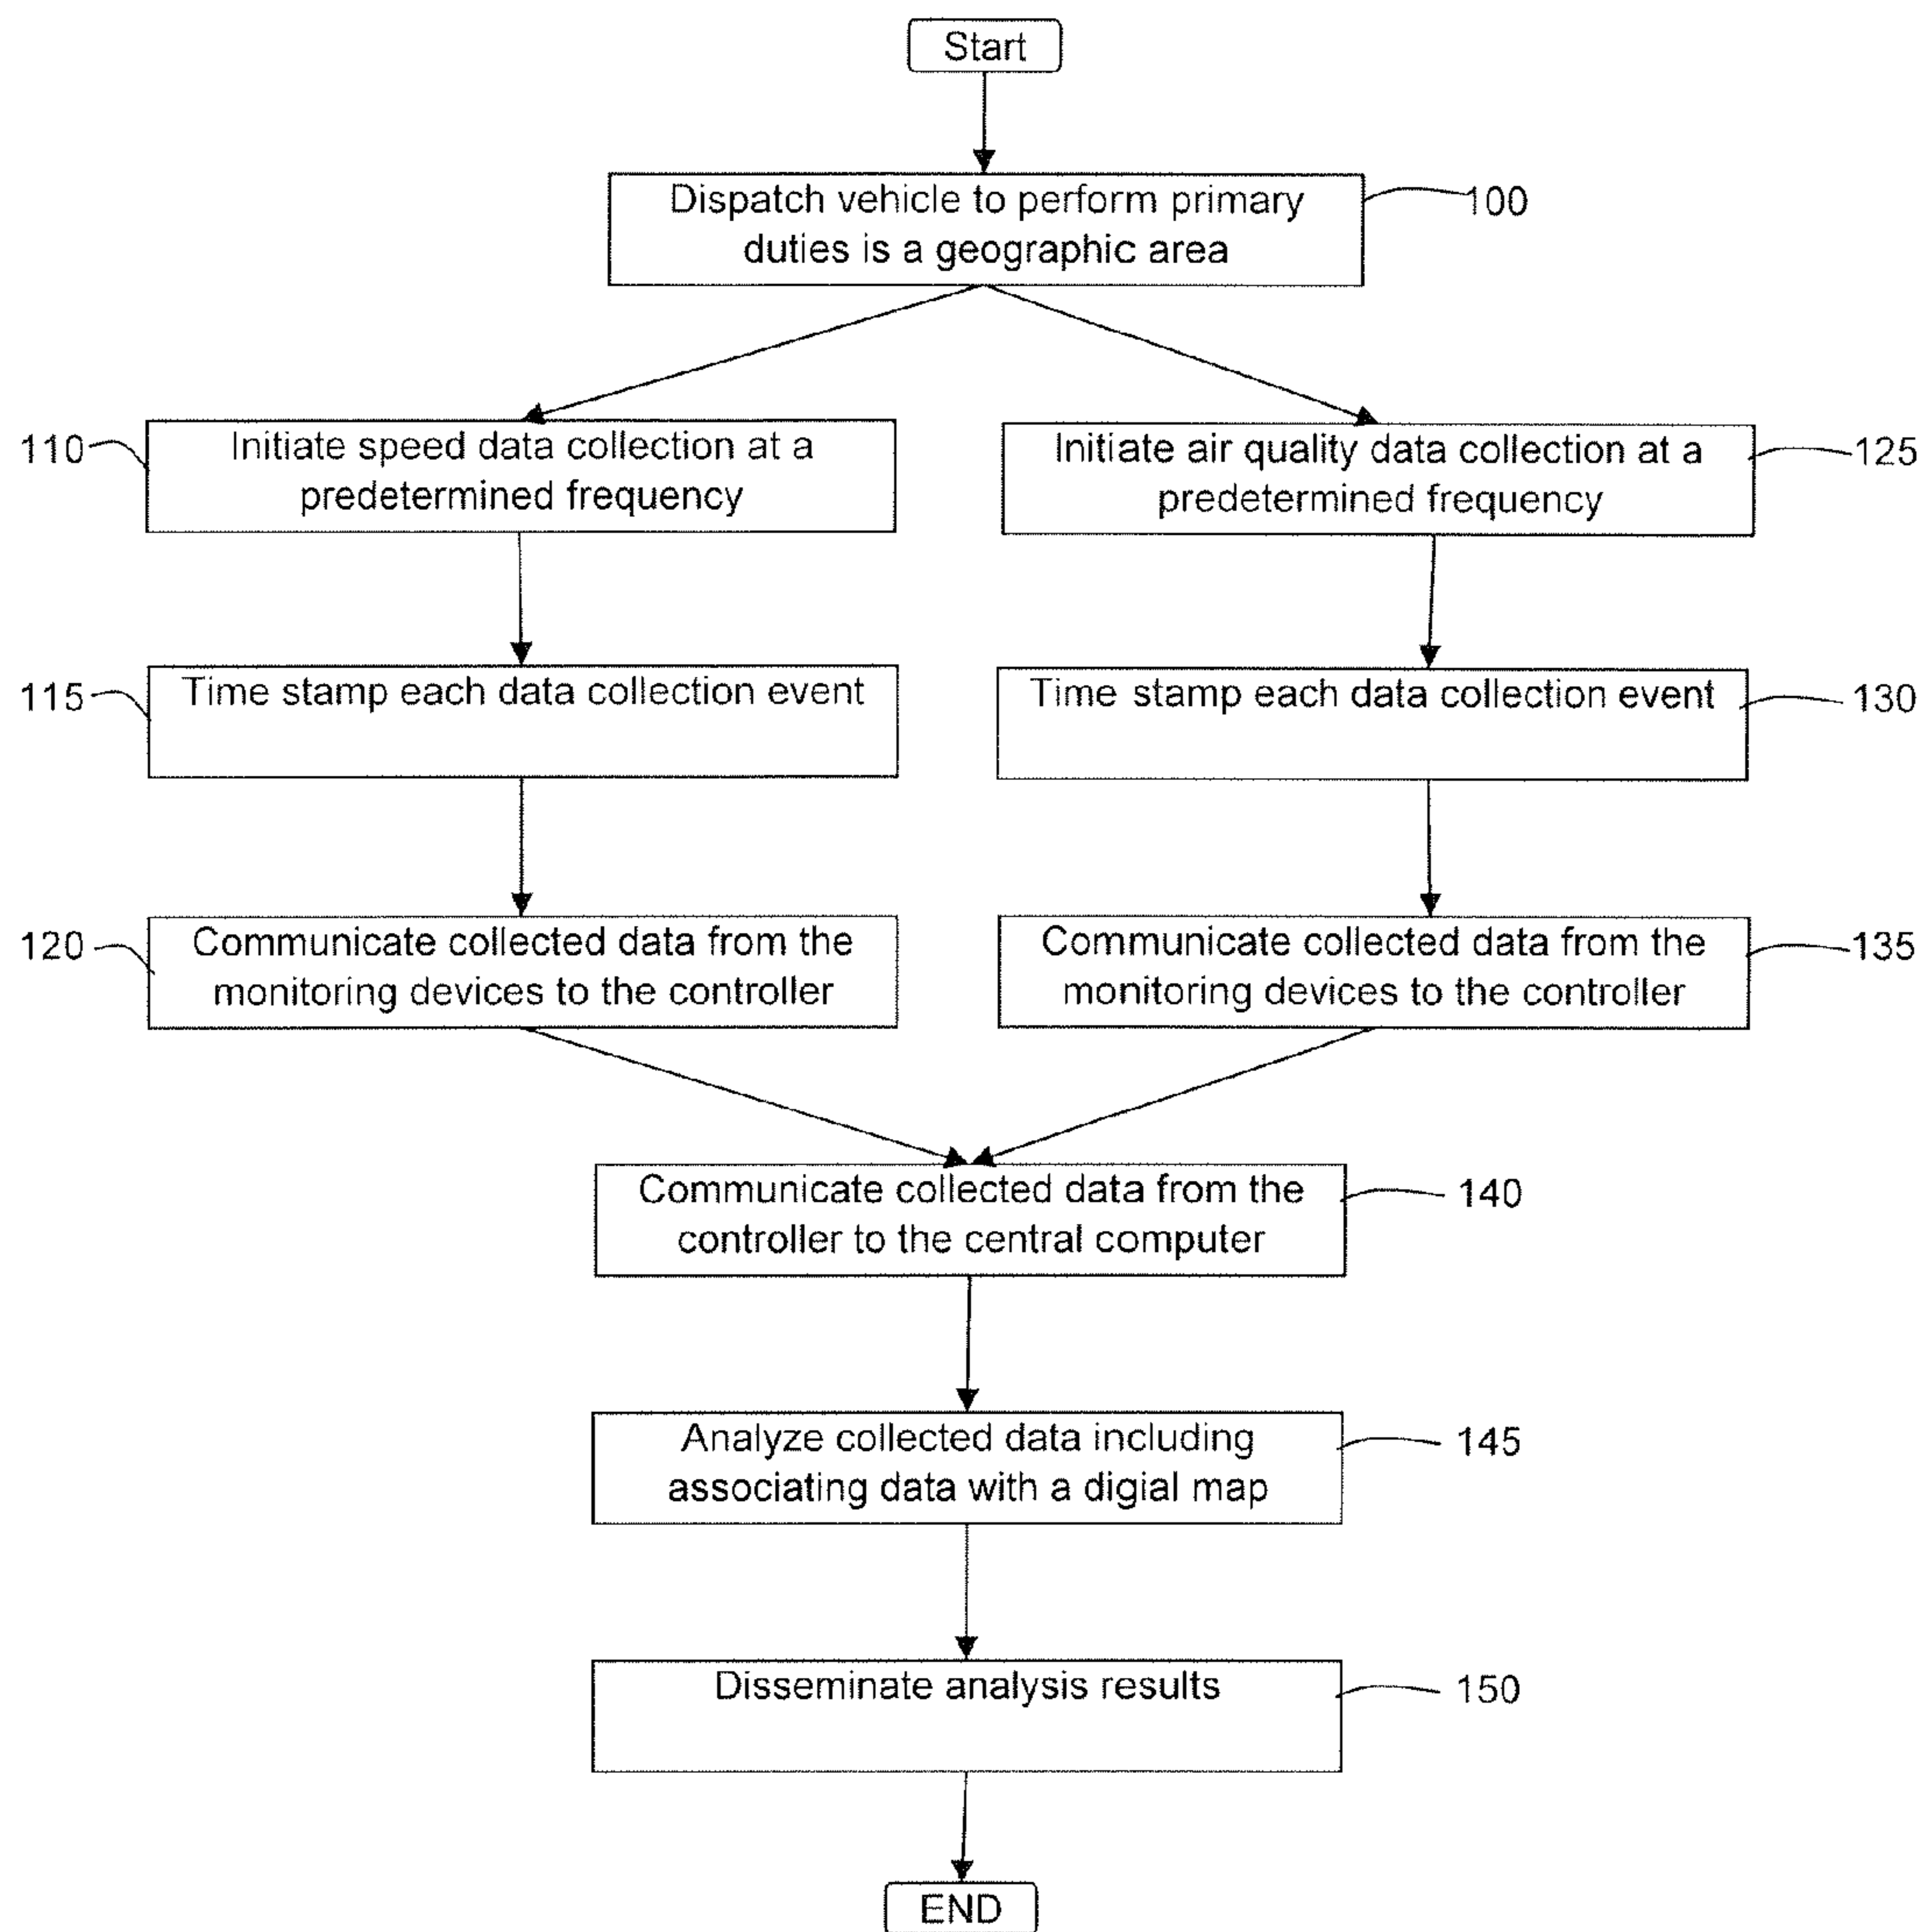 Start
Dispatch vehicle to perform primary
duties is a geographic area
100
110
Initiate speed data collection at a
predetermined frequency
Initiate air quality data collection at a
predetermined frequency
125
115
Time stamp each data collection event
Time stamp each data collection event
130
120
Communicate collected data from the
monitoring devices to the controller
Communicate collected data from the
monitoring devices to the controller
135
Communicate collected data from the
controller to the central computer
140
Analyze collected data including
associating data with a digial map
145
Disseminate analysis results
150
END